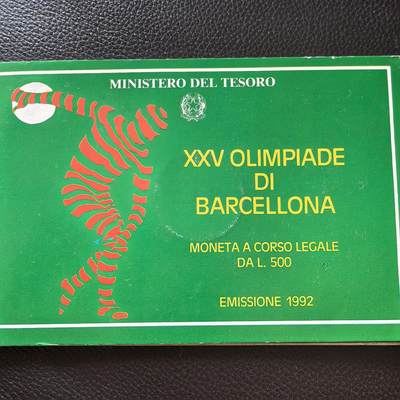 MINISTERO DEL TESORO
XXV OLIMPIADE
DI
BARCELLONA
MONETA A CORSO LEGALE
DA L. 500
EMISSIONE 1992